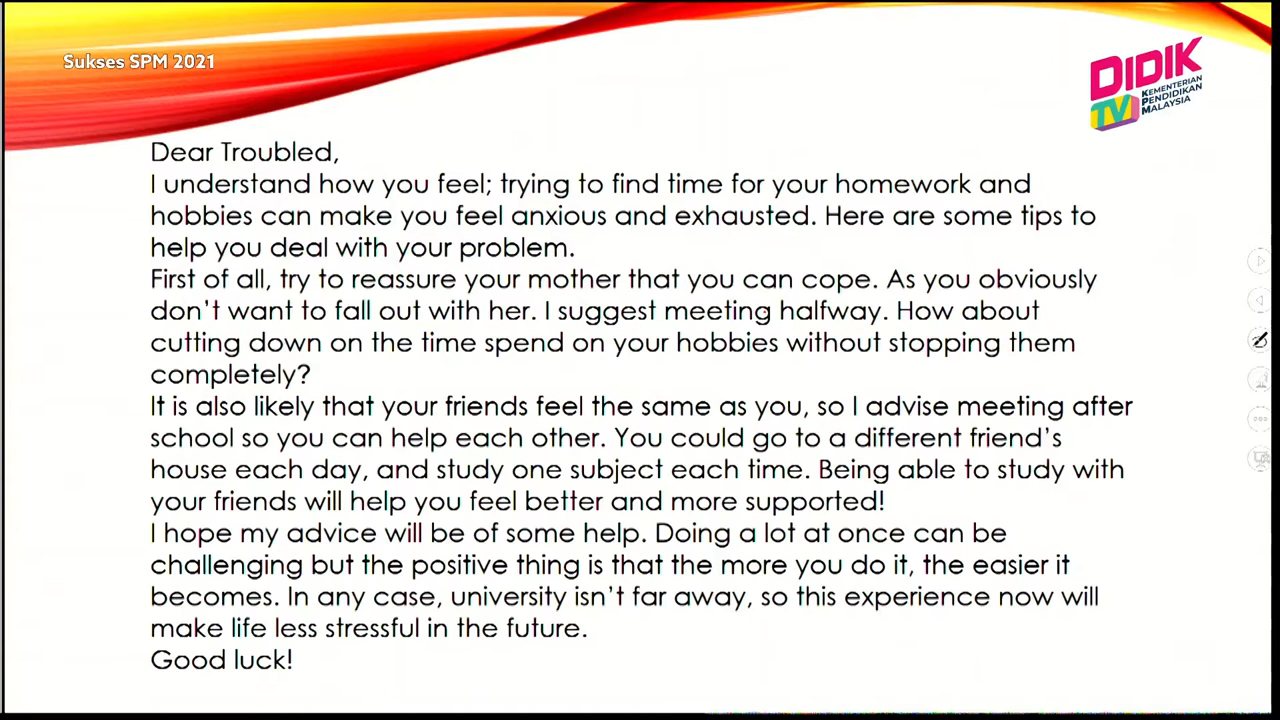 Sukses SPM 2021
DIDIK
TV
KEMENTERIAN
PENDIDIKAN
MALAYSIA
Dear Troubled,
I understand how you feel; trying to find time for your homework and
hobbies can make you feel anxious and exhausted. Here are some tips to
help you deal with your problem.
First of all, try to reassure your mother that you can cope. As you obviously
don't want to fall out with her. I suggest meeting halfway. How about
cutting down on the time spend on your hobbies without stopping them
completely?
It is also likely that your friends feel the same as you, so I advise meeting after
school so you can help each other. You could go to a different friend's
house each day, and study one subject each time. Being able to study with
your friends will help you feel better and more supported!
I hope my advice will be of some help. Doing a lot at once can be
challenging but the positive thing is that the more you do it, the easier it
becomes. In any case, university isn't far away, so this experience now will
make life less stressful in the future.
Good luck!